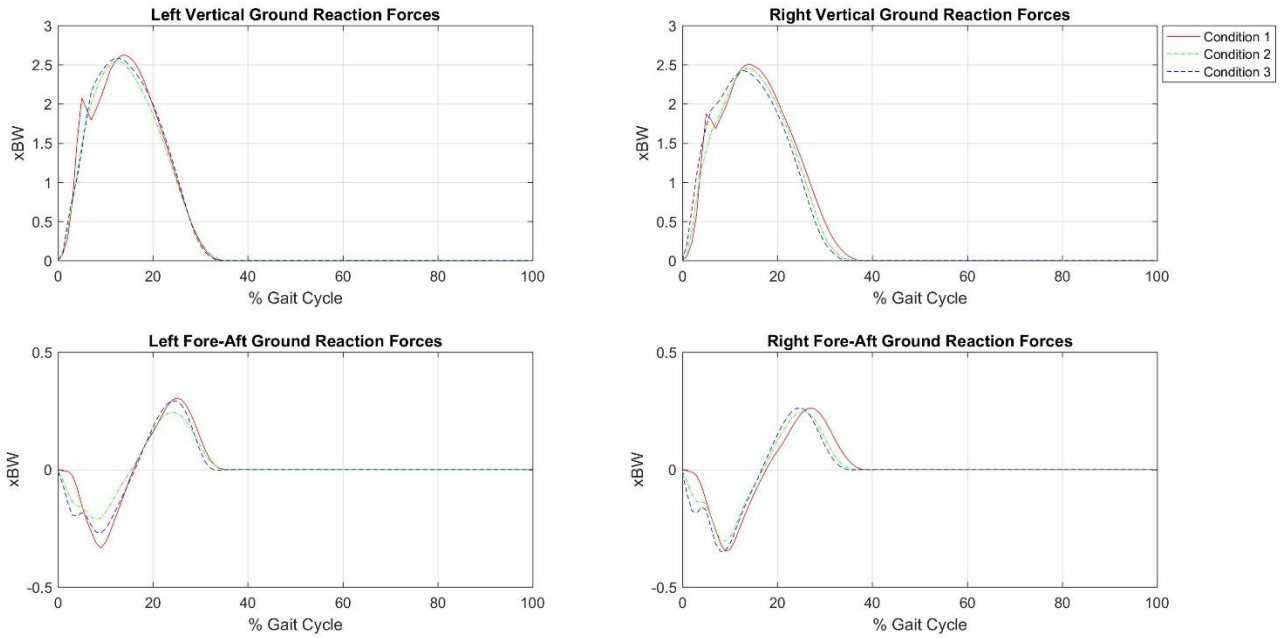 Left Vertical Ground Reaction Forces
3
2.5
2
1.5
1
0.5
0
xBW
0 20 40 60 80 100
% Gait Cycle
Right Vertical Ground Reaction Forces
3
2.5
2
1.5
1
0.5
0
xBW
0 20 40 60 80 100
% Gait Cycle
Condition 1
Condition 2
Condition 3
Left Fore-Aft Ground Reaction Forces
0.5
0
-0.5
xBW
0 20 40 60 80 100
% Gait Cycle
Right Fore-Aft Ground Reaction Forces
0.5
0
-0.5
xBW
0 20 40 60 80 100
% Gait Cycle